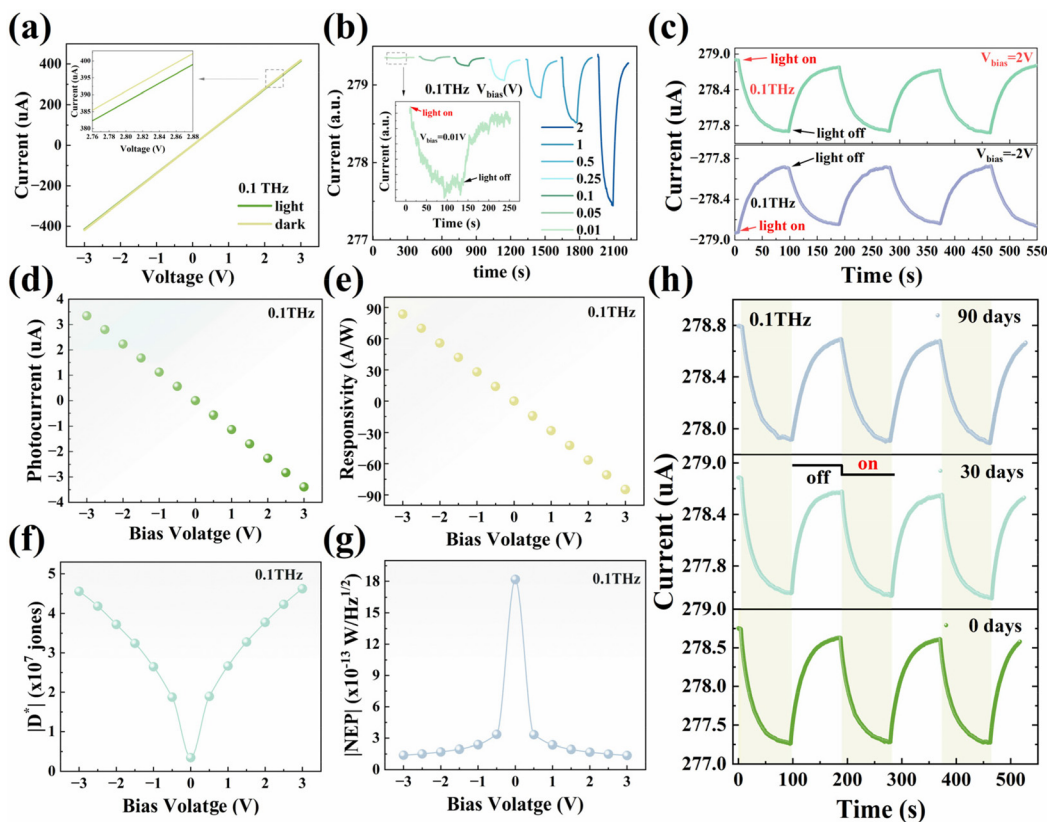 (a)
Current (uA)
400
200
0
−200
−400
−3
−2
−1
0
1
2
3
Voltage (V)
0.1 THz
light
dark
Current (uA)
400
395
390
385
380
2.76
2.80
2.84
2.88
Voltage (V)
(b)
Current (a.u.)
279
278
277
0
300
600
900
1200
1500
1800
2100
time (s)
0.1THz
Vbias(V)
2
1
0.5
0.25
0.1
0.05
0.01
Current (a.u.)
light on
Vbias=0.01V
light off
0
50
100
150
200
250
Time (s)
(c)
Current (uA)
279.0
278.4
277.8
light on
0.1THz
light off
Vbias=2V
−277.8
−278.4
−279.0
light off
0.1THz
light on
Vbias=-2V
0
50
100
150
200
250
300
350
400
450
500
550
Time (s)
(d)
Photocurrent (uA)
4
3
2
1
0
−1
−2
−3
−4
0.1THz
−3
−2
−1
0
1
2
3
Bias Volatge (V)
(e)
Responsivity (A/W)
90
60
30
0
−30
−60
−90
0.1THz
−3
−2
−1
0
1
2
3
Bias Volatge (V)
(f)
|D*| (x10⁷ jones)
5
4
3
2
1
0
0.1THz
−3
−2
−1
0
1
2
3
Bias Volatge (V)
(g)
|NEP| (x10⁻¹³ W/Hz^1/2)
18
15
12
9
6
3
0
0.1THz
−3
−2
−1
0
1
2
3
Bias Volatge (V)
(h)
Current (uA)
0.1THz
90 days
278.8
278.4
278.0
279.0
278.4
277.8
279.0
off
on
30 days
0 days
278.5
278.0
277.5
277.0
0
100
200
300
400
500
Time (s)